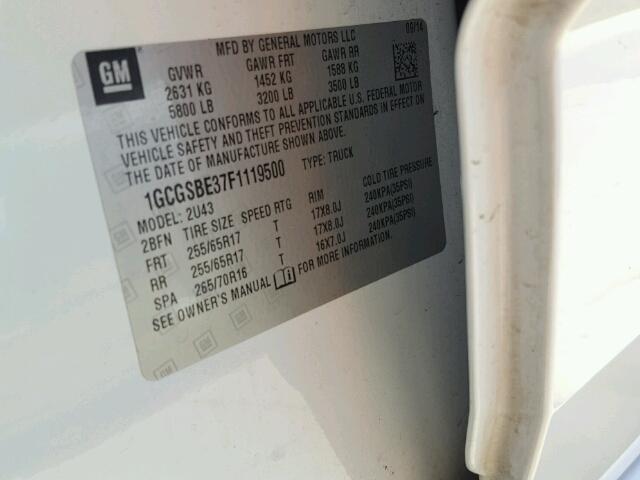 GM
MFD BY GENERAL MOTORS LLC 09/14
GVWR GAWR FRT GAWR RR
2631 KG 1452 KG 1588 KG
5800 LB 3200 LB 3500 LB
THIS VEHICLE CONFORMS TO ALL APPLICABLE U.S. FEDERAL MOTOR
VEHICLE SAFETY AND THEFT PREVENTION STANDARDS IN EFFECT ON
THE DATE OF MANUFACTURE SHOWN ABOVE.
1GCGSBE37F1119500 TYPE: TRUCK
MODEL: 2U43
2BFN TIRE SIZE SPEED RTG RIM COLD TIRE PRESSURE
FRT 255/65R17 T 17X8.0J 240KPA(35PSI)
RR 255/65R17 T 17X8.0J 240KPA(35PSI)
SPA 265/70R16 T 16X7.0J 240KPA(35PSI)
SEE OWNER'S MANUAL FOR MORE INFORMATION.